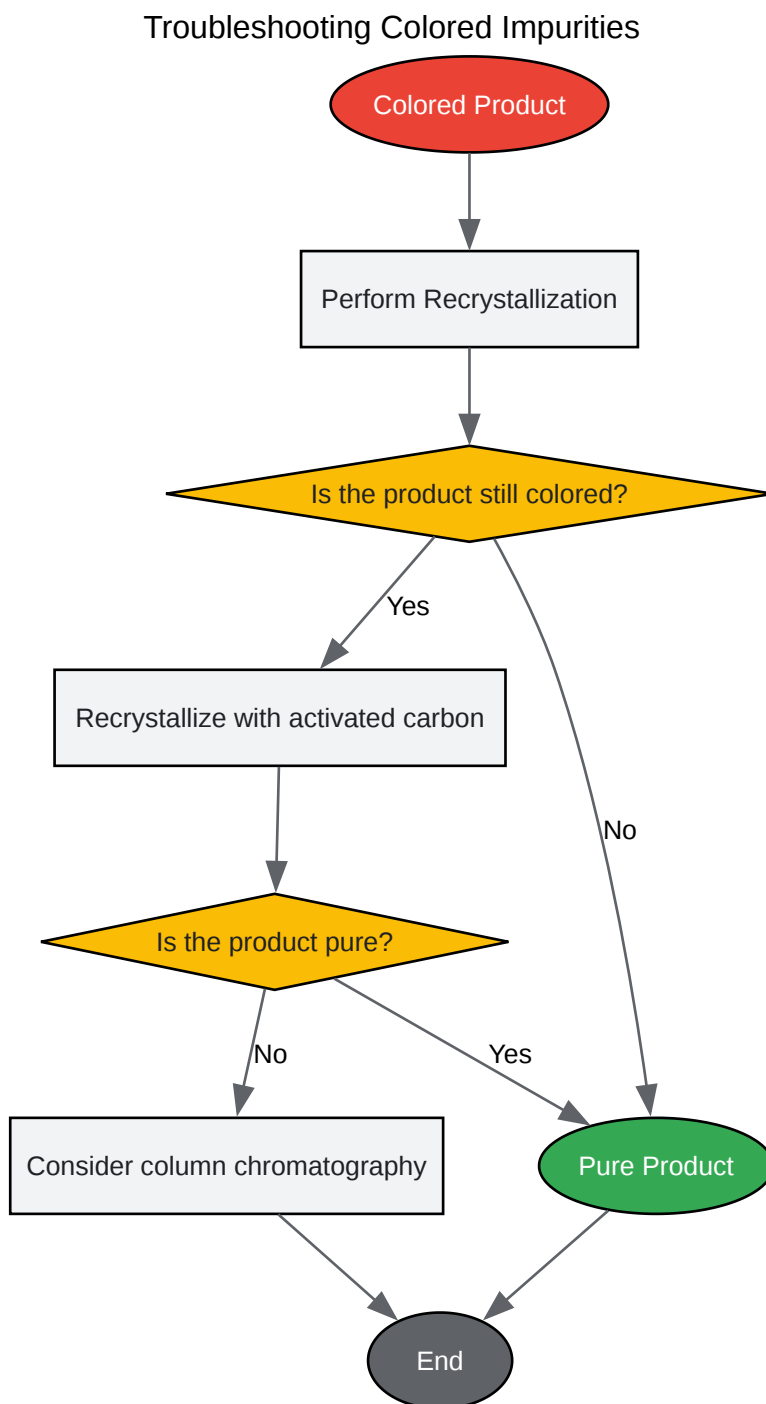 Troubleshooting Colored Impurities
Colored Product
Perform Recrystallization
Is the product still colored?
Yes
Recrystallize with activated carbon
No
Is the product pure?
No
Yes
Consider column chromatography
Pure Product
End